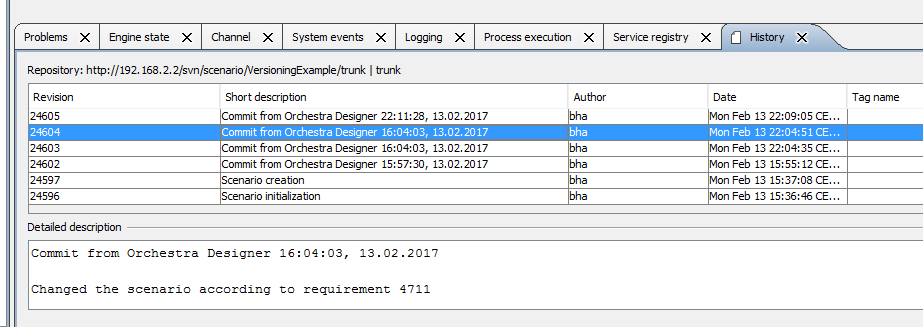 Problems Engine state Channel System events Logging Process execution Service registry History
Repository: http://192.168.2.2/svn/scenario/VersioningExample/trunk | trunk
Revision Short description Author Date Tag name
24605 Commit from Orchestra Designer 22:11:28, 13.02.2017 bha Mon Feb 13 22:09:05 CE...
24604 Commit from Orchestra Designer 16:04:03, 13.02.2017 bha Mon Feb 13 22:04:51 CE...
24603 Commit from Orchestra Designer 16:04:03, 13.02.2017 bha Mon Feb 13 22:04:35 CE...
24602 Commit from Orchestra Designer 15:57:30, 13.02.2017 bha Mon Feb 13 15:55:12 CE...
24597 Scenario creation bha Mon Feb 13 15:37:08 CE...
24596 Scenario initialization bha Mon Feb 13 15:36:46 CE...
Detailed description
Commit from Orchestra Designer 16:04:03, 13.02.2017
Changed the scenario according to requirement 4711